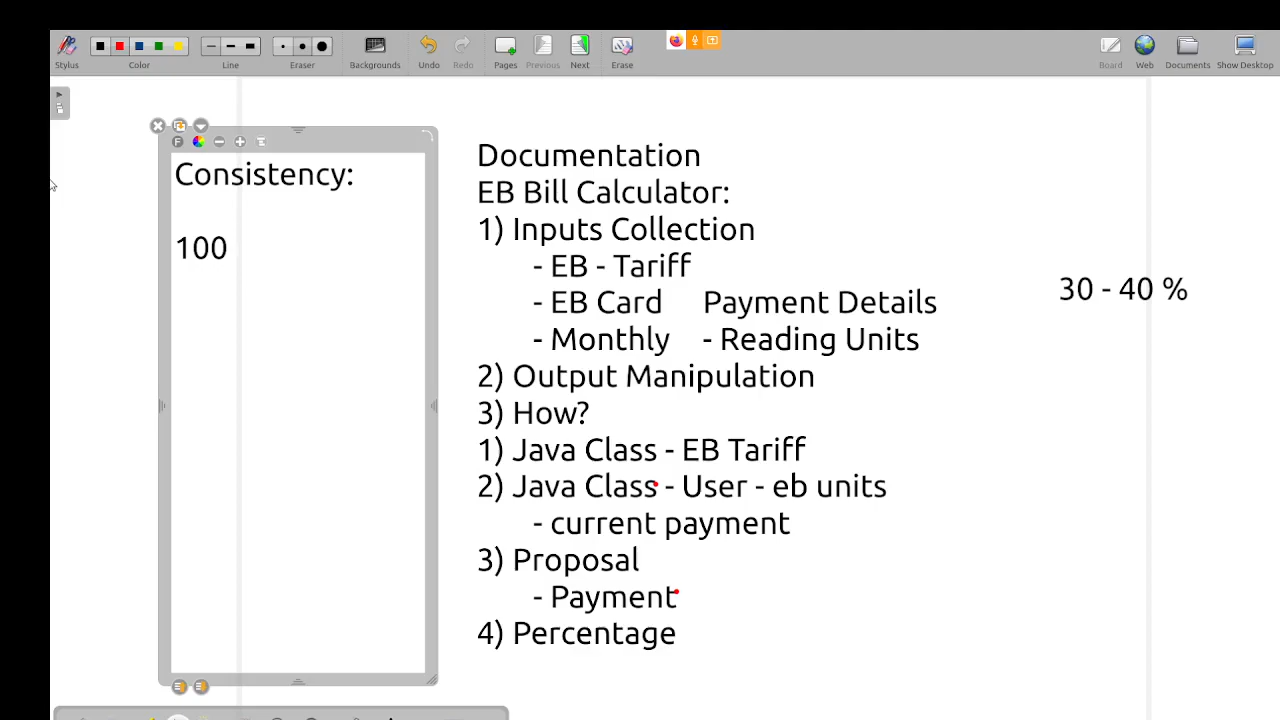 Stylus
Color
Line
Eraser
Backgrounds
Undo
Redo
Pages
Previous
Next
Erase
Board
Web
Documents
Show Desktop
F
Consistency:
100
Documentation
EB Bill Calculator:
1) Inputs Collection
- EB - Tariff
- EB Card Payment Details
- Monthly - Reading Units
2) Output Manipulation
3) How?
1) Java Class - EB Tariff
2) Java Class - User - eb units
- current payment
3) Proposal
- Payment
4) Percentage
30 - 40 %